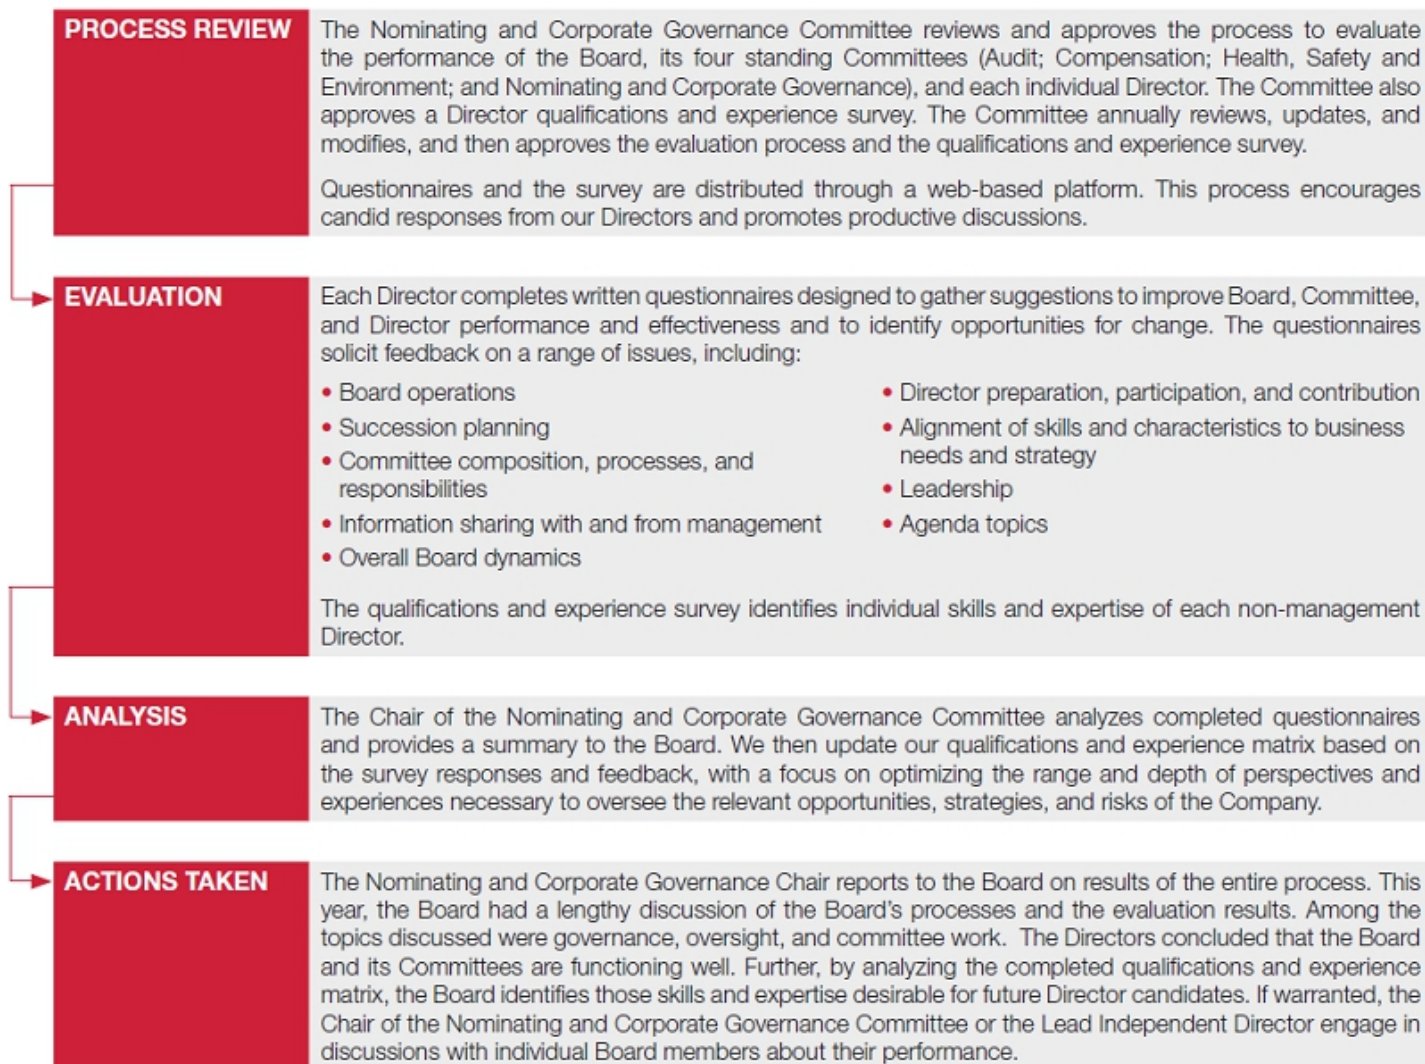 PROCESS REVIEW
The Nominating and Corporate Governance Committee reviews and approves the process to evaluate
the performance of the Board, its four standing Committees (Audit; Compensation; Health, Safety and
Environment; and Nominating and Corporate Governance), and each individual Director. The Committee also
approves a Director qualifications and experience survey. The Committee annually reviews, updates, and
modifies, and then approves the evaluation process and the qualifications and experience survey.
Questionnaires and the survey are distributed through a web-based platform. This process encourages
candid responses from our Directors and promotes productive discussions.
EVALUATION
Each Director completes written questionnaires designed to gather suggestions to improve Board, Committee,
and Director performance and effectiveness and to identify opportunities for change. The questionnaires
solicit feedback on a range of issues, including:
• Board operations
• Succession planning
• Committee composition, processes, and
responsibilities
• Information sharing with and from management
• Overall Board dynamics
• Director preparation, participation, and contribution
• Alignment of skills and characteristics to business
needs and strategy
• Leadership
• Agenda topics
The qualifications and experience survey identifies individual skills and expertise of each non-management
Director.
ANALYSIS
The Chair of the Nominating and Corporate Governance Committee analyzes completed questionnaires
and provides a summary to the Board. We then update our qualifications and experience matrix based on
the survey responses and feedback, with a focus on optimizing the range and depth of perspectives and
experiences necessary to oversee the relevant opportunities, strategies, and risks of the Company.
ACTIONS TAKEN
The Nominating and Corporate Governance Chair reports to the Board on results of the entire process. This
year, the Board had a lengthy discussion of the Board's processes and the evaluation results. Among the
topics discussed were governance, oversight, and committee work. The Directors concluded that the Board
and its Committees are functioning well. Further, by analyzing the completed qualifications and experience
matrix, the Board identifies those skills and expertise desirable for future Director candidates. If warranted, the
Chair of the Nominating and Corporate Governance Committee or the Lead Independent Director engage in
discussions with individual Board members about their performance.